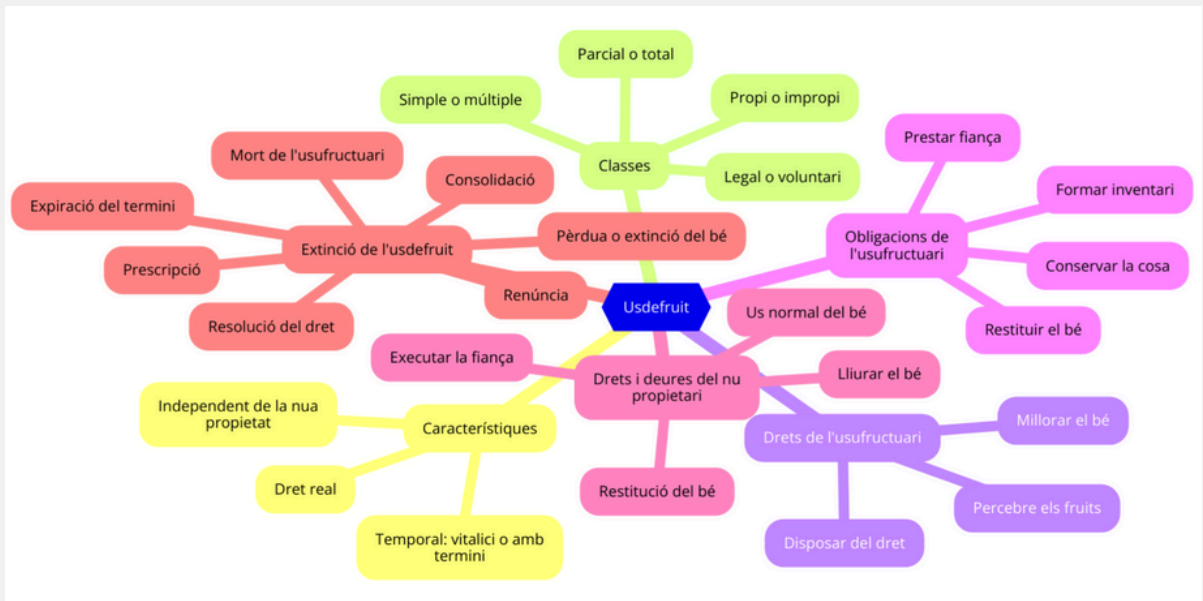 Usdefruit
Classes
Simple o múltiple
Parcial o total
Propi o impropi
Legal o voluntari
Obligacions de
l'usufructuari
Prestar fiança
Formar inventari
Conservar la cosa
Restituir el bé
Drets de l'usufructuari
Millorar el bé
Percebre els fruits
Disposar del dret
Drets i deures del nu
propietari
Us normal del bé
Lliurar el bé
Restitució del bé
Executar la fiança
Característiques
Independent de la nua
propietat
Dret real
Temporal: vitalici o amb
termini
Extinció de l'usdefruit
Mort de l'usufructuari
Consolidació
Expiració del termini
Pèrdua o extinció del bé
Prescripció
Renúncia
Resolució del dret